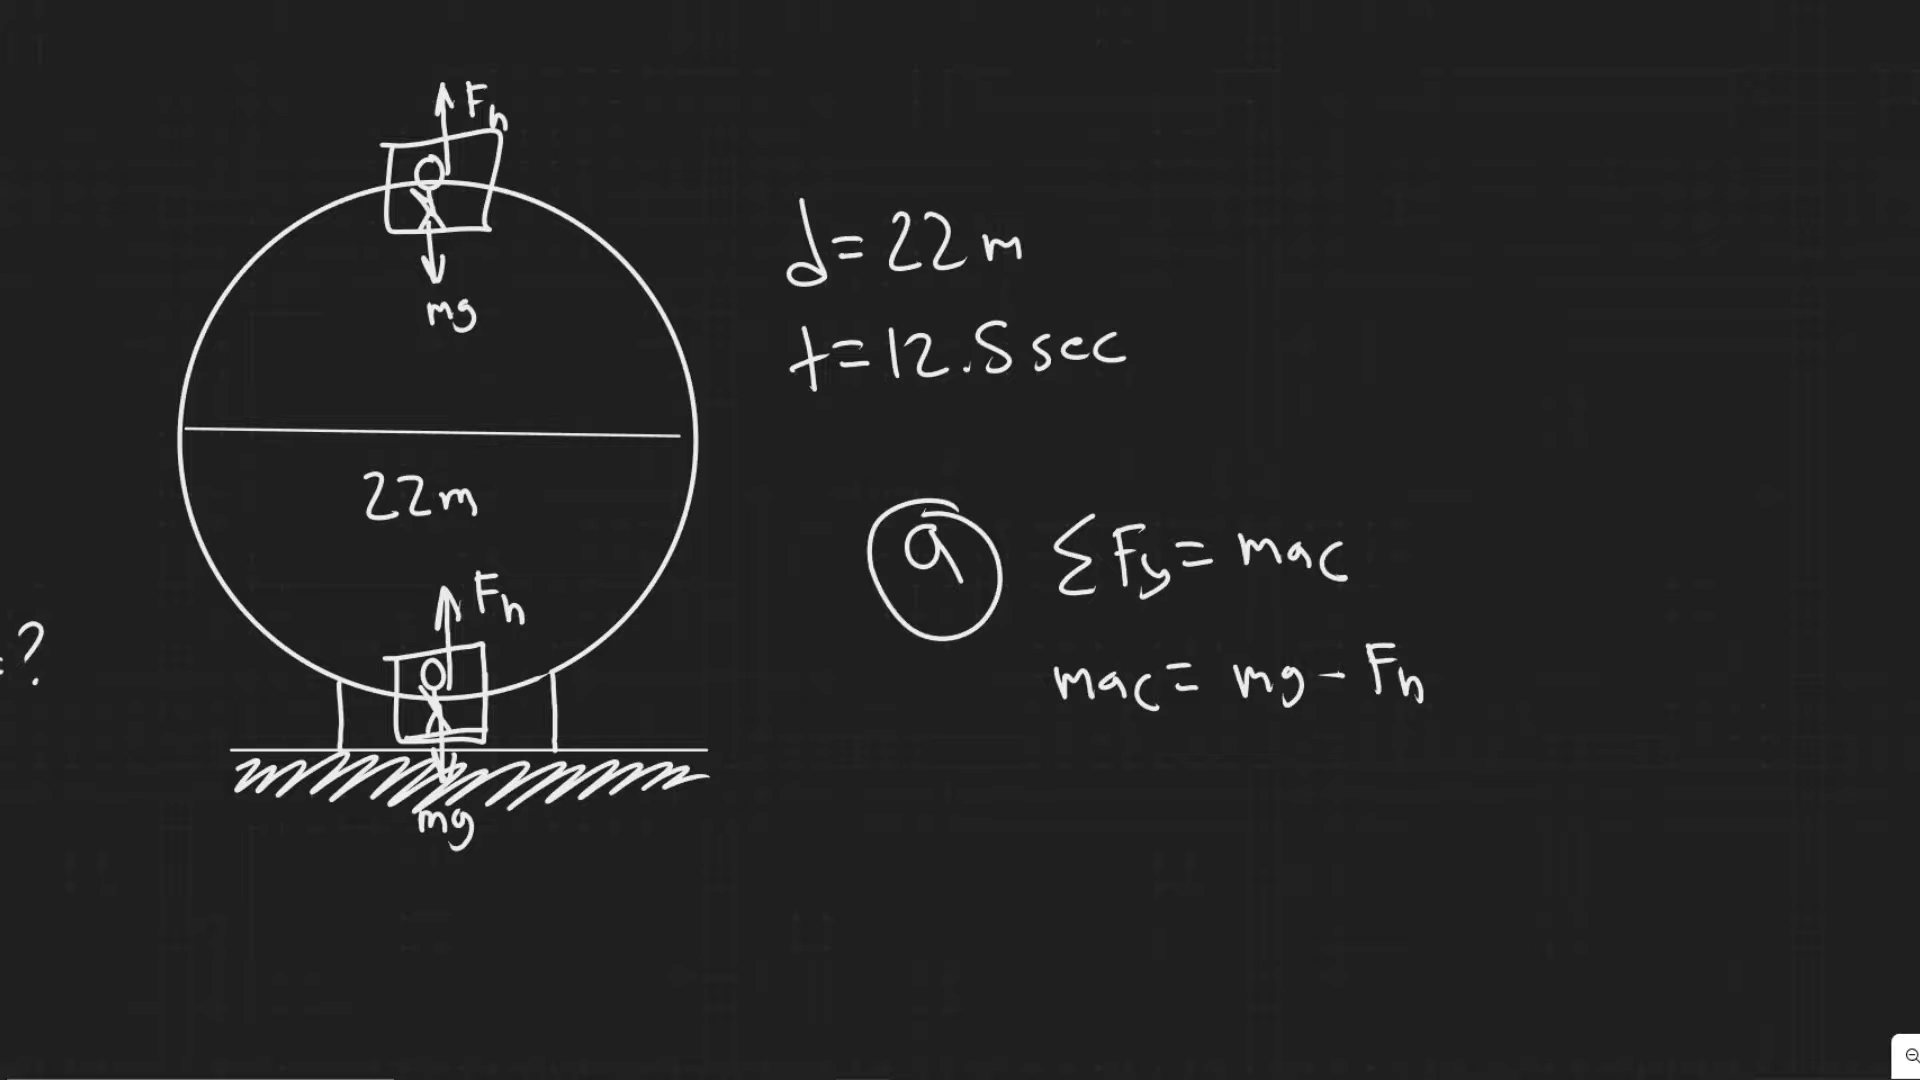 Fn
mg
d=22m
t=12.5sec
22m
a
ΣFy=mac
Fn
=?
mac=mg-Fn
mg